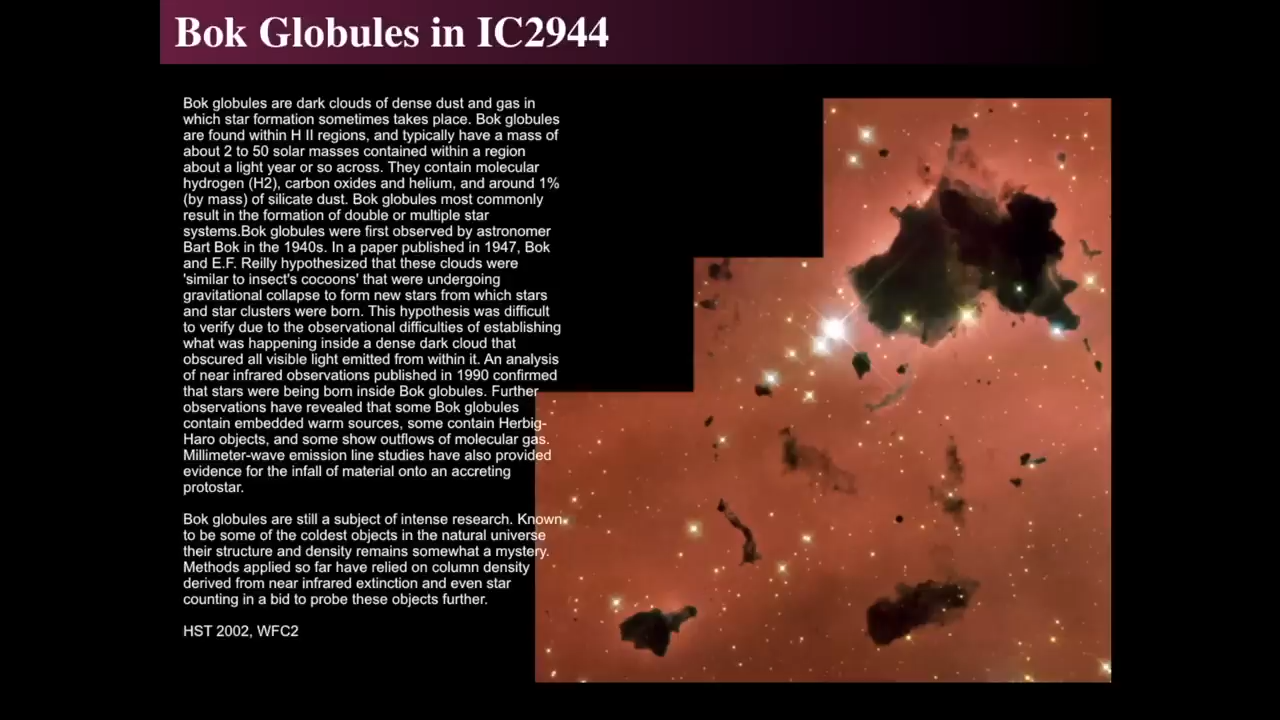 Bok Globules in IC2944
Bok globules are dark clouds of dense dust and gas in
which star formation sometimes takes place. Bok globules
are found within H II regions, and typically have a mass of
about 2 to 50 solar masses contained within a region
about a light year or so across. They contain molecular
hydrogen (H2), carbon oxides and helium, and around 1%
(by mass) of silicate dust. Bok globules most commonly
result in the formation of double or multiple star
systems.Bok globules were first observed by astronomer
Bart Bok in the 1940s. In a paper published in 1947, Bok
and E.F. Reilly hypothesized that these clouds were
'similar to insect's cocoons' that were undergoing
gravitational collapse to form new stars from which stars
and star clusters were born. This hypothesis was difficult
to verify due to the observational difficulties of establishing
what was happening inside a dense dark cloud that
obscured all visible light emitted from within it. An analysis
of near infrared observations published in 1990 confirmed
that stars were being born inside Bok globules. Further
observations have revealed that some Bok globules
contain embedded warm sources, some contain Herbig-
Haro objects, and some show outflows of molecular gas.
Millimeter-wave emission line studies have also provided
evidence for the infall of material onto an accreting
protostar.
Bok globules are still a subject of intense research. Known
to be some of the coldest objects in the natural universe
their structure and density remains somewhat a mystery.
Methods applied so far have relied on column density
derived from near infrared extinction and even star
counting in a bid to probe these objects further.
HST 2002, WFC2